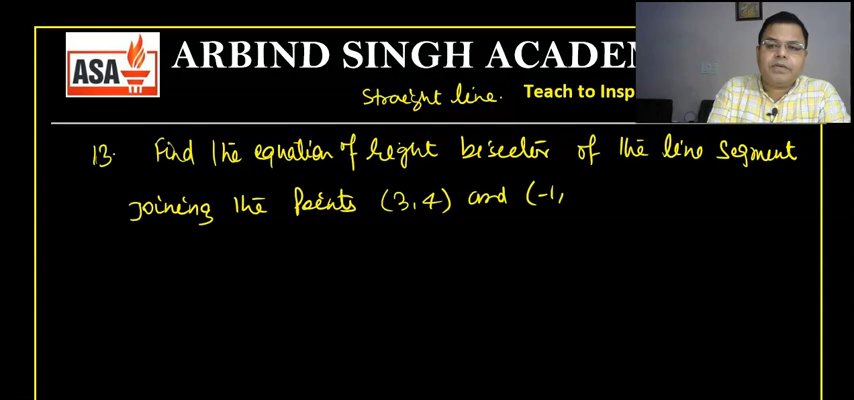 ASA
ARBIND SINGH ACADEM
Straight line.
Teach to Insp
13. Find the equation of right bisector of the line segment
joining the points (3,4) and (-1,